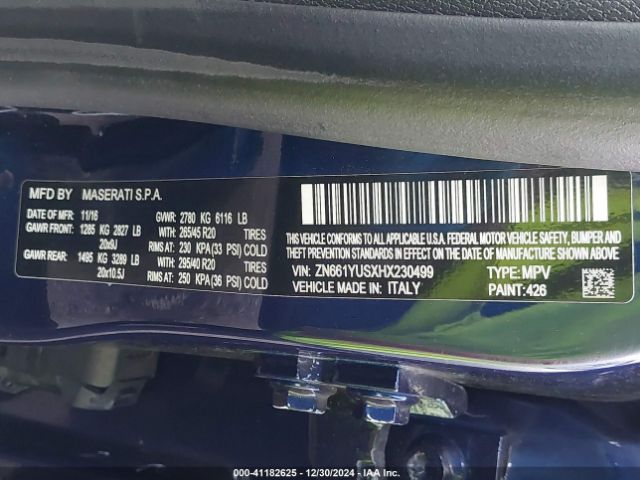 MFD BY MASERATI S.P.A.
DATE OF MFR: 11/16 GVWR: 2780 KG 6116 LB
GAWR FRONT: 1285 KG 2827 LB WITH: 265/45 R20 TIRES
20x9J RIMS AT: 230 KPA(33 PSI) COLD
GAWR REAR: 1495 KG 3289 LB WITH: 295/40 R20 TIRES
20x10.5J RIMS AT: 250 KPA(36 PSI) COLD
THIS VEHICLE CONFORM TO ALL APPLICABLE U.S.A. FEDERAL MOTOR VEHICLE SAFETY, BUMPER AND
THEFT PREVENTION STANDARDS IN EFFECT ON THE DATE OF MANUFACTURE SHOWN ABOVE.
VIN: ZN661YUSXHX230499 TYPE: MPV
VEHICLE MADE IN: ITALY PAINT: 426
000-41182625 - 12/30/2024 - IAA Inc.